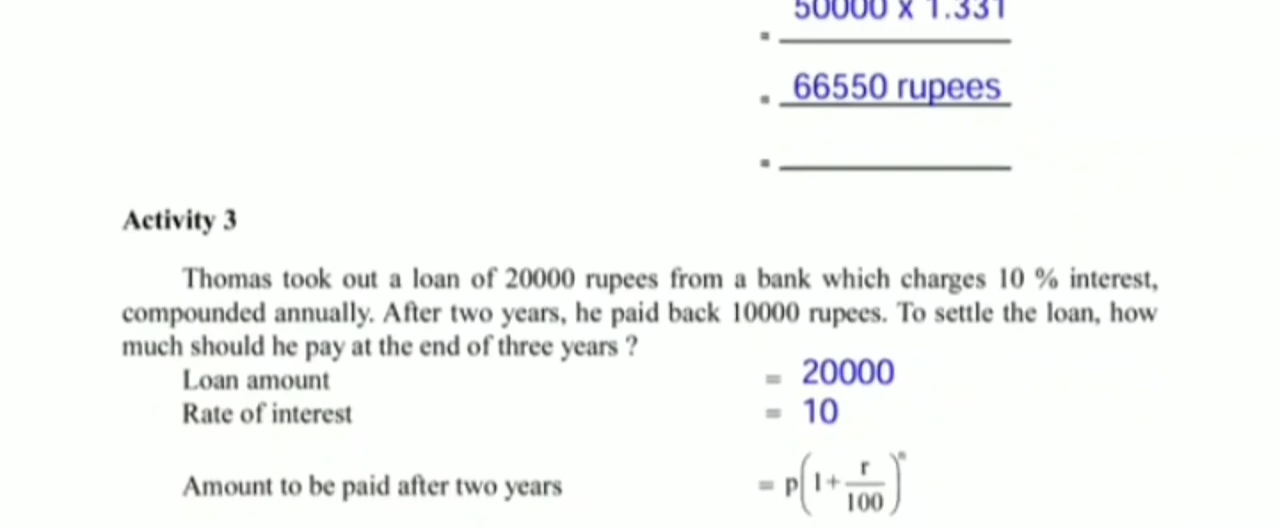 50000 x 1.331
= 66550 rupees
=
Activity 3
Thomas took out a loan of 20000 rupees from a bank which charges 10 % interest,
compounded annually. After two years, he paid back 10000 rupees. To settle the loan, how
much should he pay at the end of three years ?
Loan amount = 20000
Rate of interest = 10
Amount to be paid after two years = p(1 + r/100)^n